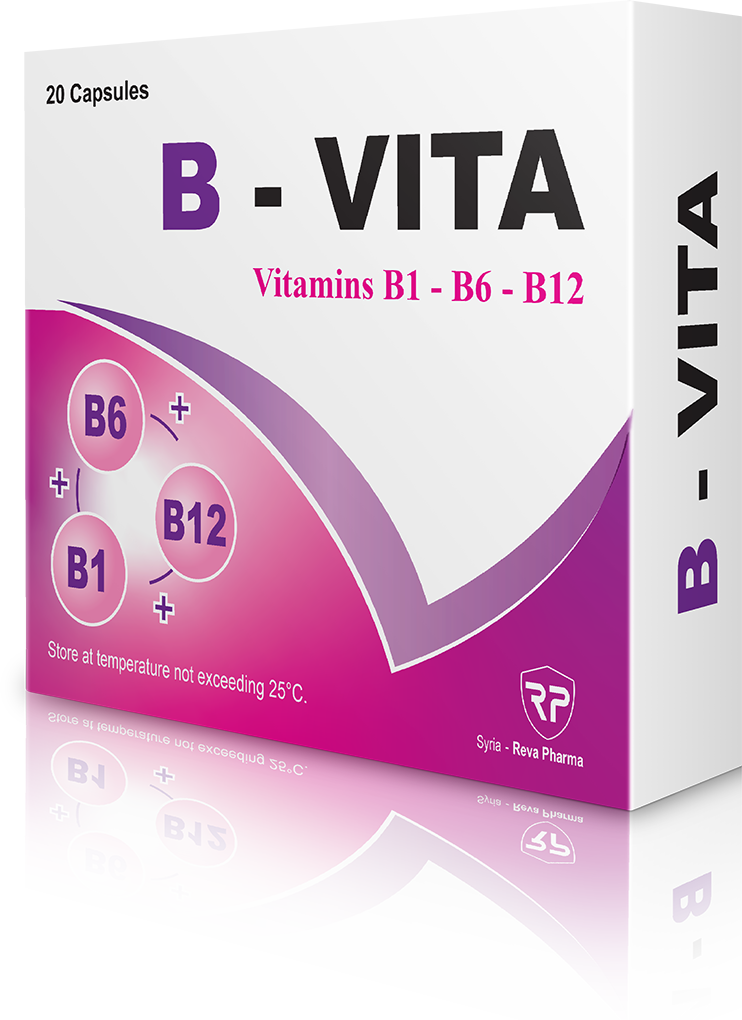 20 Capsules
B - VITA
Vitamins B1 - B6 - B12
B6
+
+
B12
B1
+
Store at temperature not exceeding 25°C.
RP
Syria - Reva Pharma
B - VITA